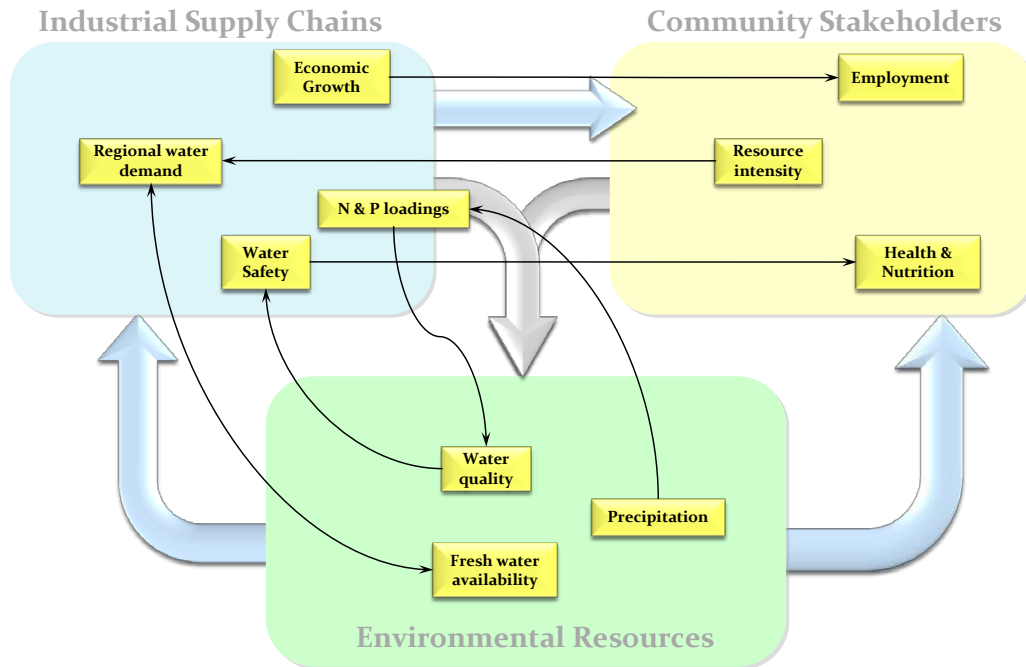 Industrial Supply Chains
Community Stakeholders
Economic
Growth
Employment
Regional water
demand
Resource
intensity
N & P loadings
Water
Safety
Health &
Nutrition
Water
quality
Precipitation
Fresh water
availability
Environmental Resources